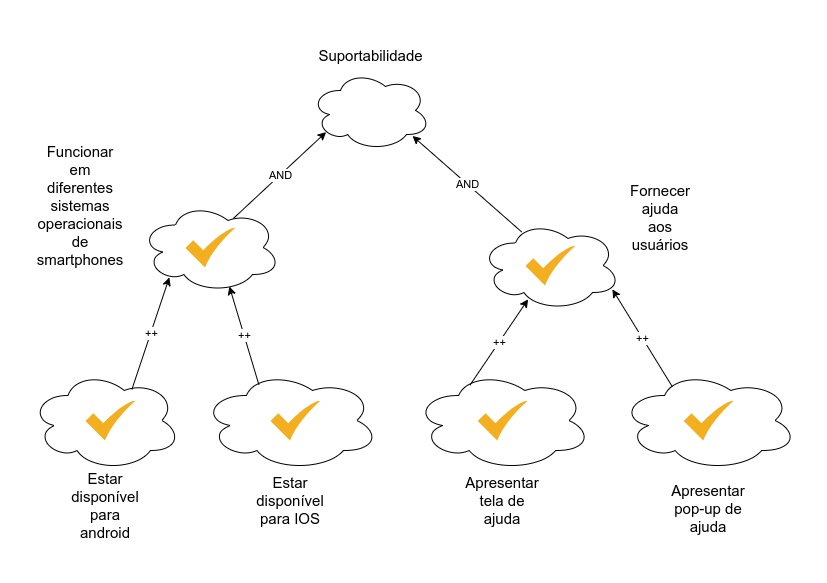 Suportabilidade
Funcionar
em
diferentes
sistemas
operacionais
de
smartphones
AND
AND
Fornecer
ajuda
aos
usuários
++
++
++
++
Estar
disponível
para
android
Estar
disponível
para IOS
Apresentar
tela de
ajuda
Apresentar
pop-up de
ajuda